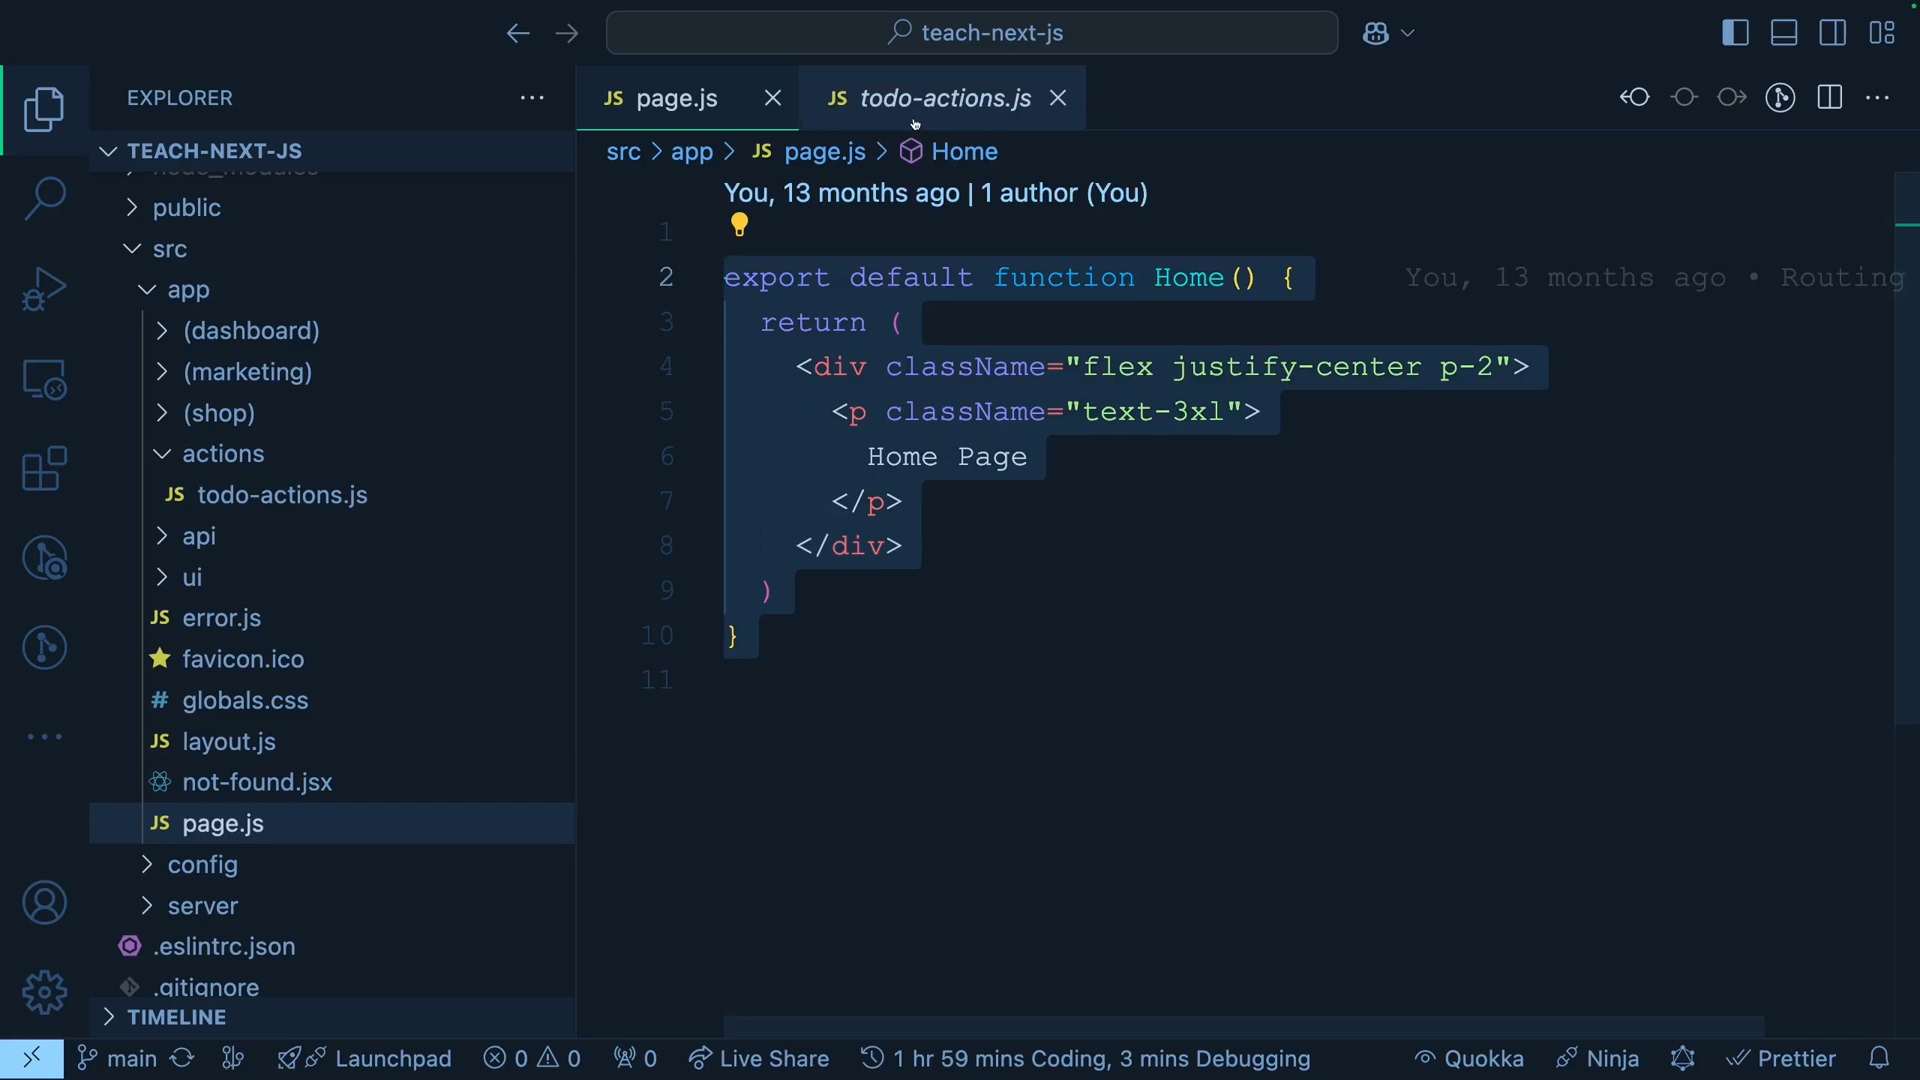 teach-next-js
EXPLORER
JS page.js
JS todo-actions.js
TEACH-NEXT-JS
src > app > JS page.js > Home
node_modules
public
src
app
(dashboard)
(marketing)
(shop)
actions
JS todo-actions.js
api
ui
JS error.js
favicon.ico
# globals.css
JS layout.js
not-found.jsx
JS page.js
config
server
.eslintrc.json
.gitignore
TIMELINE
You, 13 months ago | 1 author (You)
1
2 export default function Home() { You, 13 months ago • Routing
3 return (
4 <div className="flex justify-center p-2">
5 <p className="text-3xl">
6 Home Page
7 </p>
8 </div>
9 )
10 }
11
main Launchpad 0 0 0 Live Share 1 hr 59 mins Coding, 3 mins Debugging Quokka Ninja Prettier